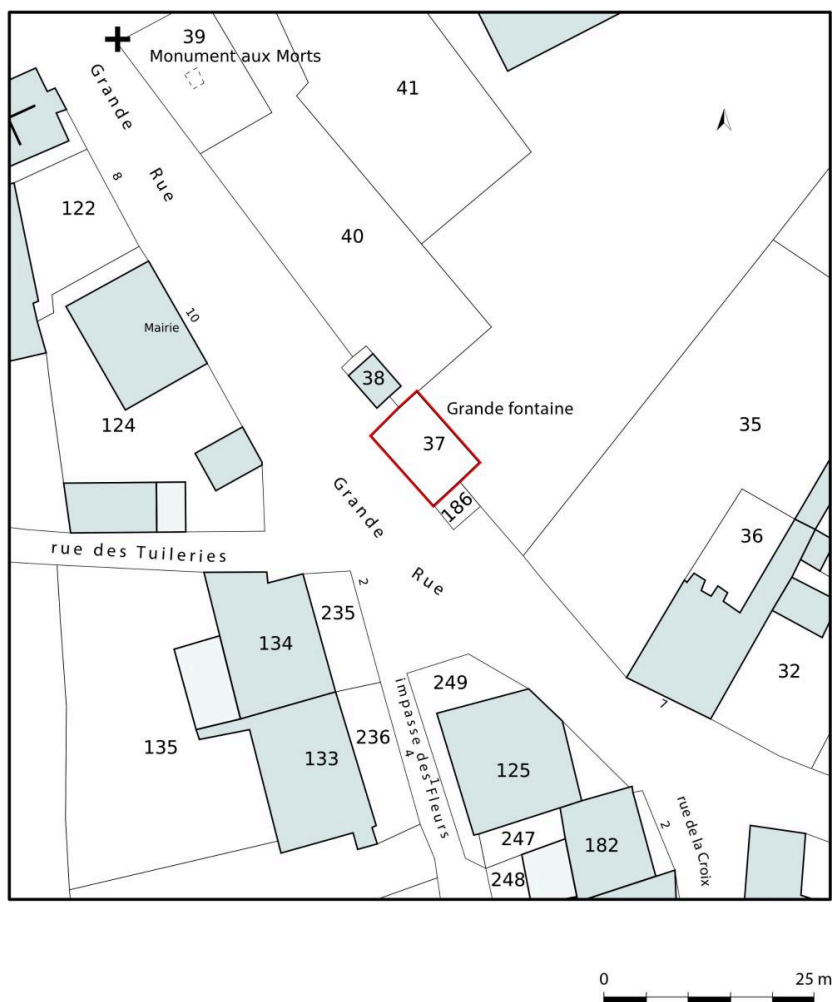 39
Monument aux Morts
Grande
Rue
41
8
122
40
10
Mairie
38
124
Grande fontaine
37
35
186
Grande
Rue
36
rue des Tuileries
2
235
134
32
249
7
impasse des Fleurs
236
4
135
133
1
125
2
rue de la Croix
247
182
248
0 25 m